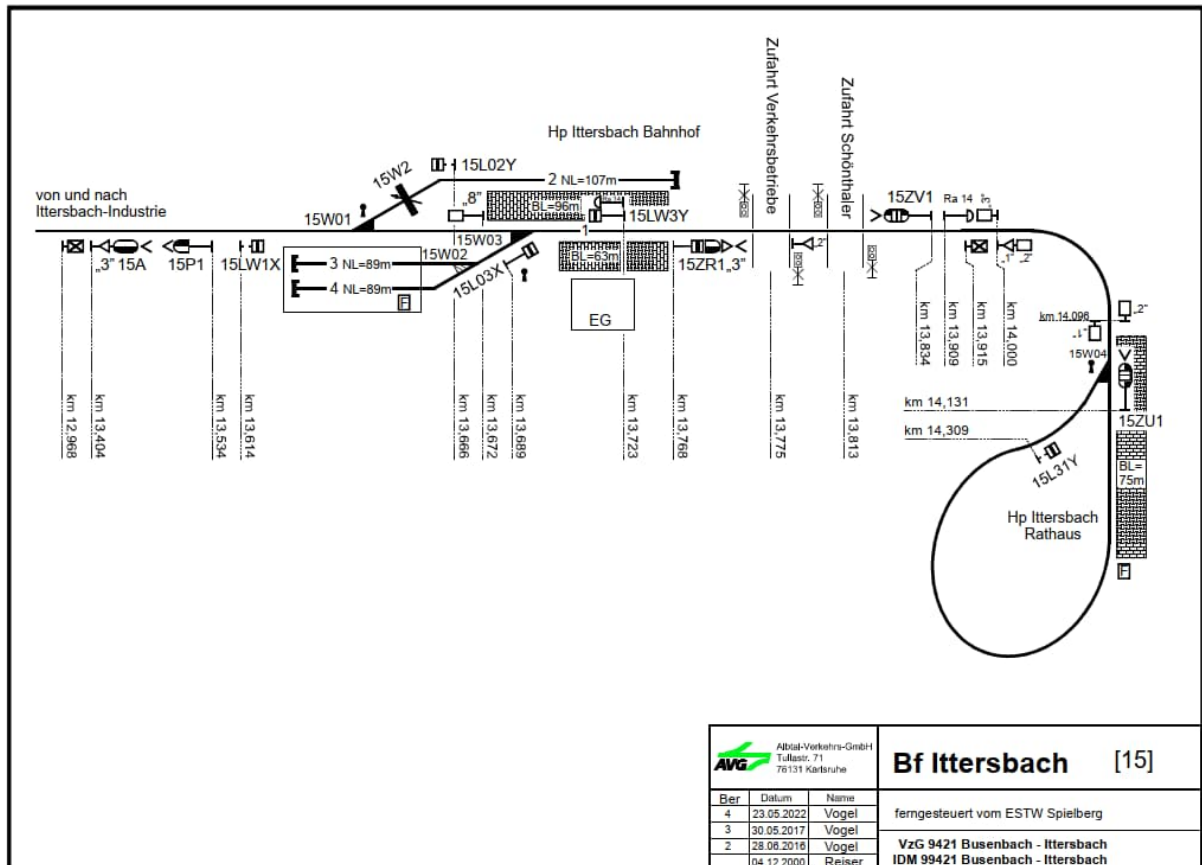 Zufahrt Verkehrsbetriebe
Zufahrt Schönthaler
Hp Ittersbach Bahnhof
von und nach
Ittersbach-Industrie
15W2
15L02Y
2 NL=107m
15W01
„8"
BL=96m
Ra 14
15LW3Y
15ZV1
Ra 14
„3"
1
15W03
15W02
„3" 15A
15P1
15LW1X
3 NL=89m
4 NL=89m
F
15L03X
BL=63m
15ZR1„3"
„2"
„1"
„2"
EG
km 12,968
km 13,404
km 13,534
km 13,614
km 13,666
km 13,672
km 13,689
km 13,723
km 13,768
km 13,775
km 13,813
km 13,834
km 13,909
km 13,915
km 14,000
km 14,096
„2"
„1"
15W04
km 14,131
15ZU1
km 14,309
15L31Y
BL=
75m
Hp Ittersbach
Rathaus
F
AVG
Albtal-Verkehrs-GmbH
Tullastr. 71
76131 Karlsruhe
Bf Ittersbach [15]
Ber Datum Name
4 23.05.2022 Vogel
3 30.05.2017 Vogel
2 28.06.2016 Vogel
04.12.2000 Reiser
ferngesteuert vom ESTW Spielberg
VzG 9421 Busenbach - Ittersbach
IDM 99421 Busenbach - Ittersbach